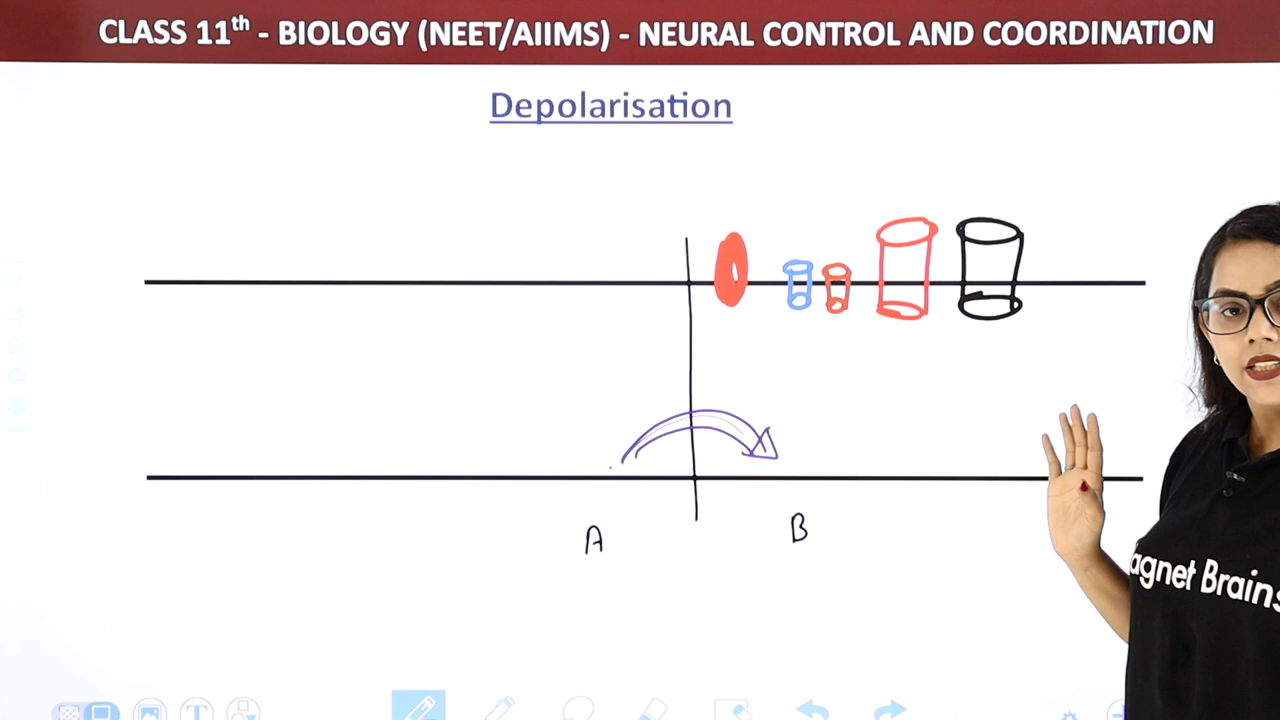 CLASS 11th - BIOLOGY (NEET/AIIMS) - NEURAL CONTROL AND COORDINATION
Depolarisation
A
B
agnet Brains
T